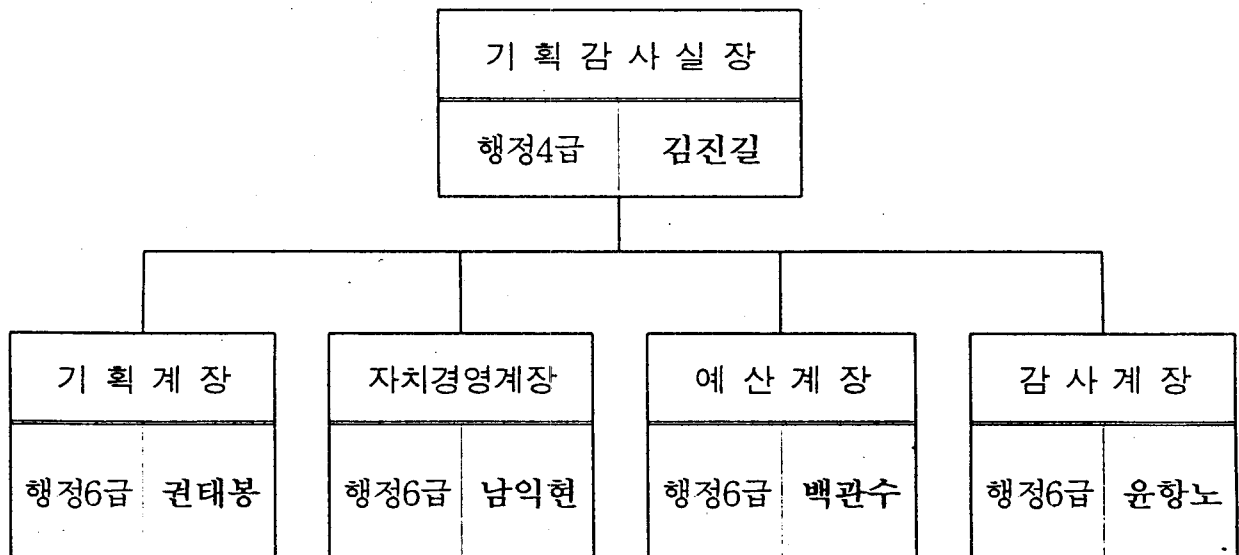 기 획 감 사 실 장
행정4급 김진길
기 획 계 장 자치경영계장 예 산 계 장 감 사 계 장
행정6급 권태봉 행정6급 남익현 행정6급 백관수 행정6급 윤항노